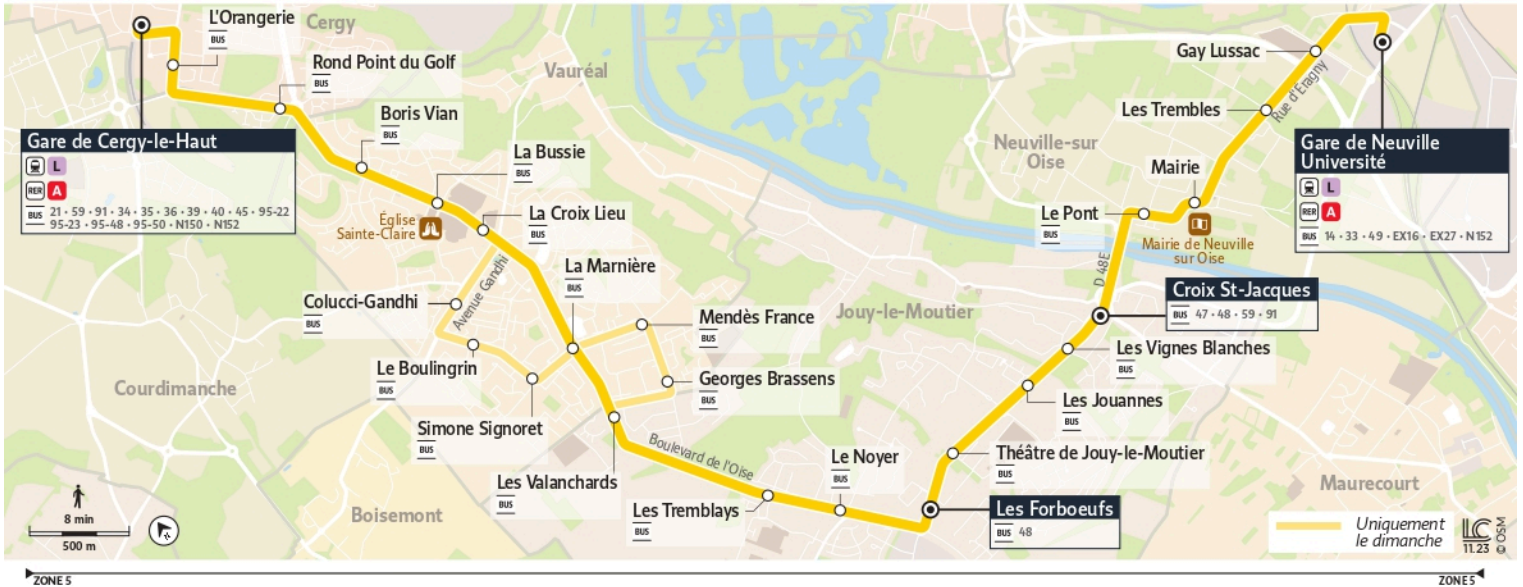 L'Orangerie
BUS
Cergy
Rond Point du Golf
BUS
Vauréal
Boris Vian
BUS
Gare de Cergy-le-Haut
L
RER A
BUS 21 • 59 • 91 • 34 • 35 • 36 • 39 • 40 • 45 • 95-22
95-23 • 95-48 • 95-50 • N150 • N152
La Bussie
BUS
Église
Sainte-Claire
La Croix Lieu
BUS
La Marnière
BUS
Avenue Gandhi
Colucci-Gandhi
BUS
Le Boulingrin
BUS
Simone Signoret
BUS
Mendès France
BUS
Georges Brassens
BUS
Courdimanche
Les Valanchards
BUS
Boulevard de l'Oise
Boisemont
Les Tremblays
BUS
Le Noyer
BUS
Les Forboeufs
BUS 48
Théâtre de Jouy-le-Moutier
BUS
Les Jouannes
BUS
Les Vignes Blanches
BUS
Jouy-le-Moutier
Croix St-Jacques
BUS 47 • 48 • 59 • 91
D 48E
Le Pont
BUS
Mairie
Mairie de Neuville
sur Oise
Neuville-sur
Oise
Les Trembles
Gay Lussac
Rue d'Eragny
Gare de Neuville
Université
L
RER A
BUS 14 • 33 • 49 • EX16 • EX27 • N152
Maurecourt
8 min
500 m
Uniquement
le dimanche
LC
11.23
© OSM
ZONE 5
ZONE 5